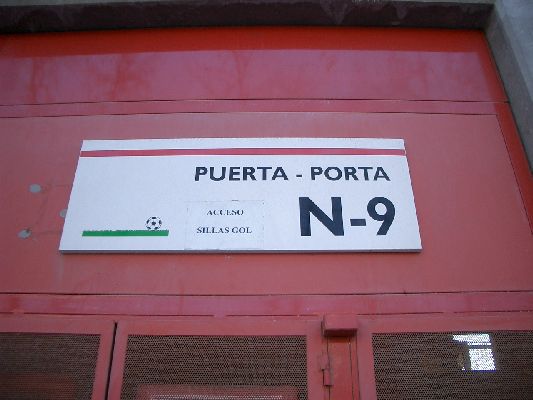 PUERTA - PORTA
ACCESO
SILLAS GOL
N-9